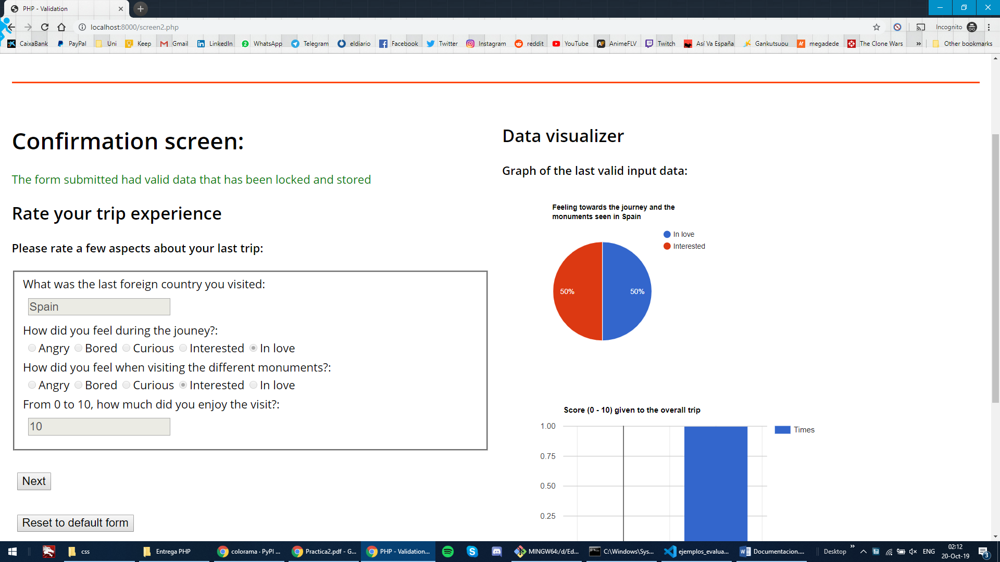 PHP - Validation
localhost:8000/screen2.php
Incognito
CaixaBank PayPal Uni Keep Gmail LinkedIn WhatsApp Telegram eldiario Facebook Twitter Instagram reddit YouTube AnimeFLV Twitch Así Va España Gankutsuou megadede The Clone Wars » Other bookmarks
Confirmation screen:
The form submitted had valid data that has been locked and stored
Rate your trip experience
Please rate a few aspects about your last trip:
What was the last foreign country you visited:
Spain
How did you feel during the jouney?:
Angry Bored Curious Interested In love
How did you feel when visiting the different monuments?:
Angry Bored Curious Interested In love
From 0 to 10, how much did you enjoy the visit?:
10
Next
Reset to default form
Data visualizer
Graph of the last valid input data:
Feeling towards the journey and the
monuments seen in Spain
In love
Interested
50% 50%
Score (0 - 10) given to the overall trip
1.00
Times
0.75
0.50
0.25
css Entrega PHP colorama · PyPI ... Practica2.pdf - G... PHP - Validation... MINGW64:/d/Ed... C:\Windows\Sys... ejemplos_evalua... Documentacion.... Desktop » ENG 02:12
20-Oct-19 3